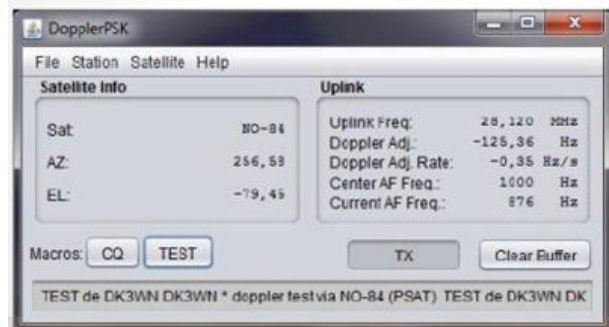 DopplerPSK
File Station Satellite Help
Satellite Info
Sat: NO-84
AZ: 256,59
EL: -79,45
Uplink
Uplink Freq: 28,120 MHz
Doppler Adj.: -125,36 Hz
Doppler Adj. Rate: -0,35 Hz/s
Center AF Freq.: 1000 Hz
Current AF Freq.: 876 Hz
Macros: CQ TEST TX Clear Buffer
TEST de DK3WN DK3WN * doppler test via NO-84 (PSAT) TEST de DK3WN DK